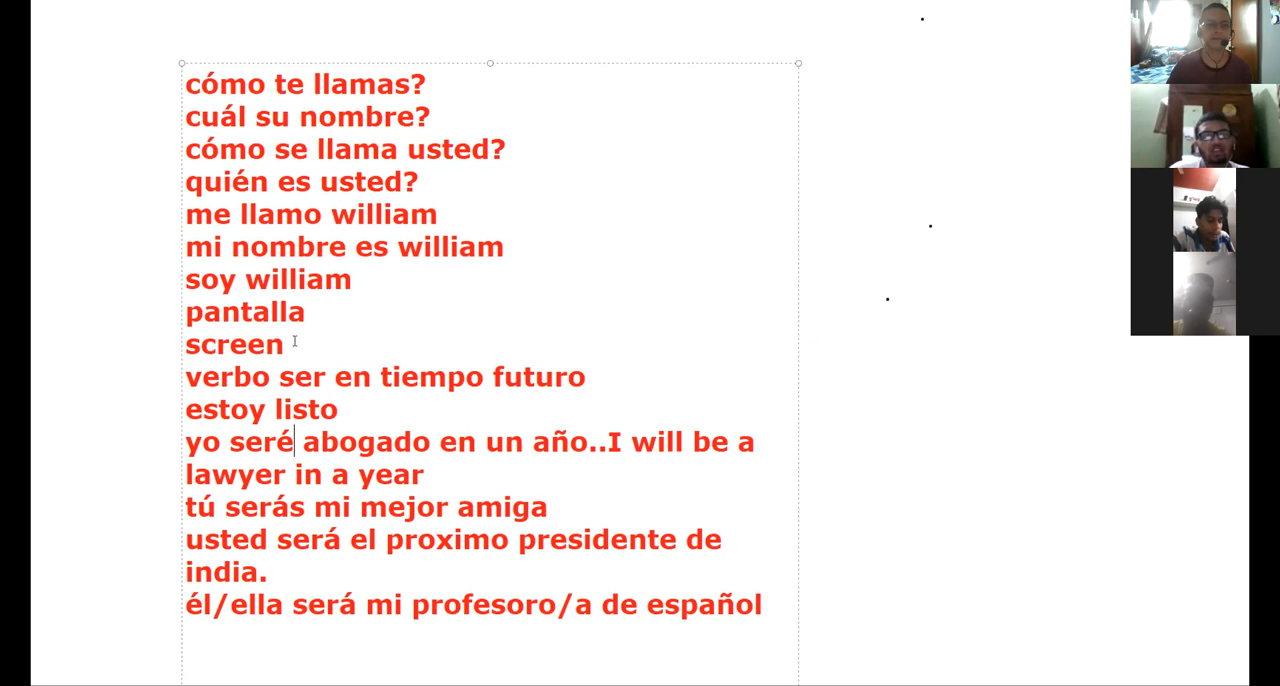 cómo te llamas?
cuál su nombre?
cómo se llama usted?
quién es usted?
me llamo william
mi nombre es william
soy william
pantalla
screen
verbo ser en tiempo futuro
estoy listo
yo seré abogado en un año..I will be a
lawyer in a year
tú serás mi mejor amiga
usted será el proximo presidente de
india.
él/ella será mi profesoro/a de español